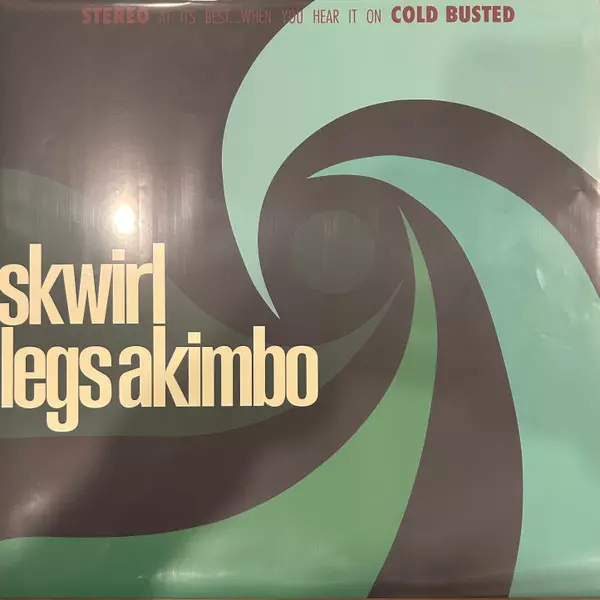 STEREO AT ITS BEST...WHEN YOU HEAR IT ON COLD BUSTED
skwirl
legs akimbo